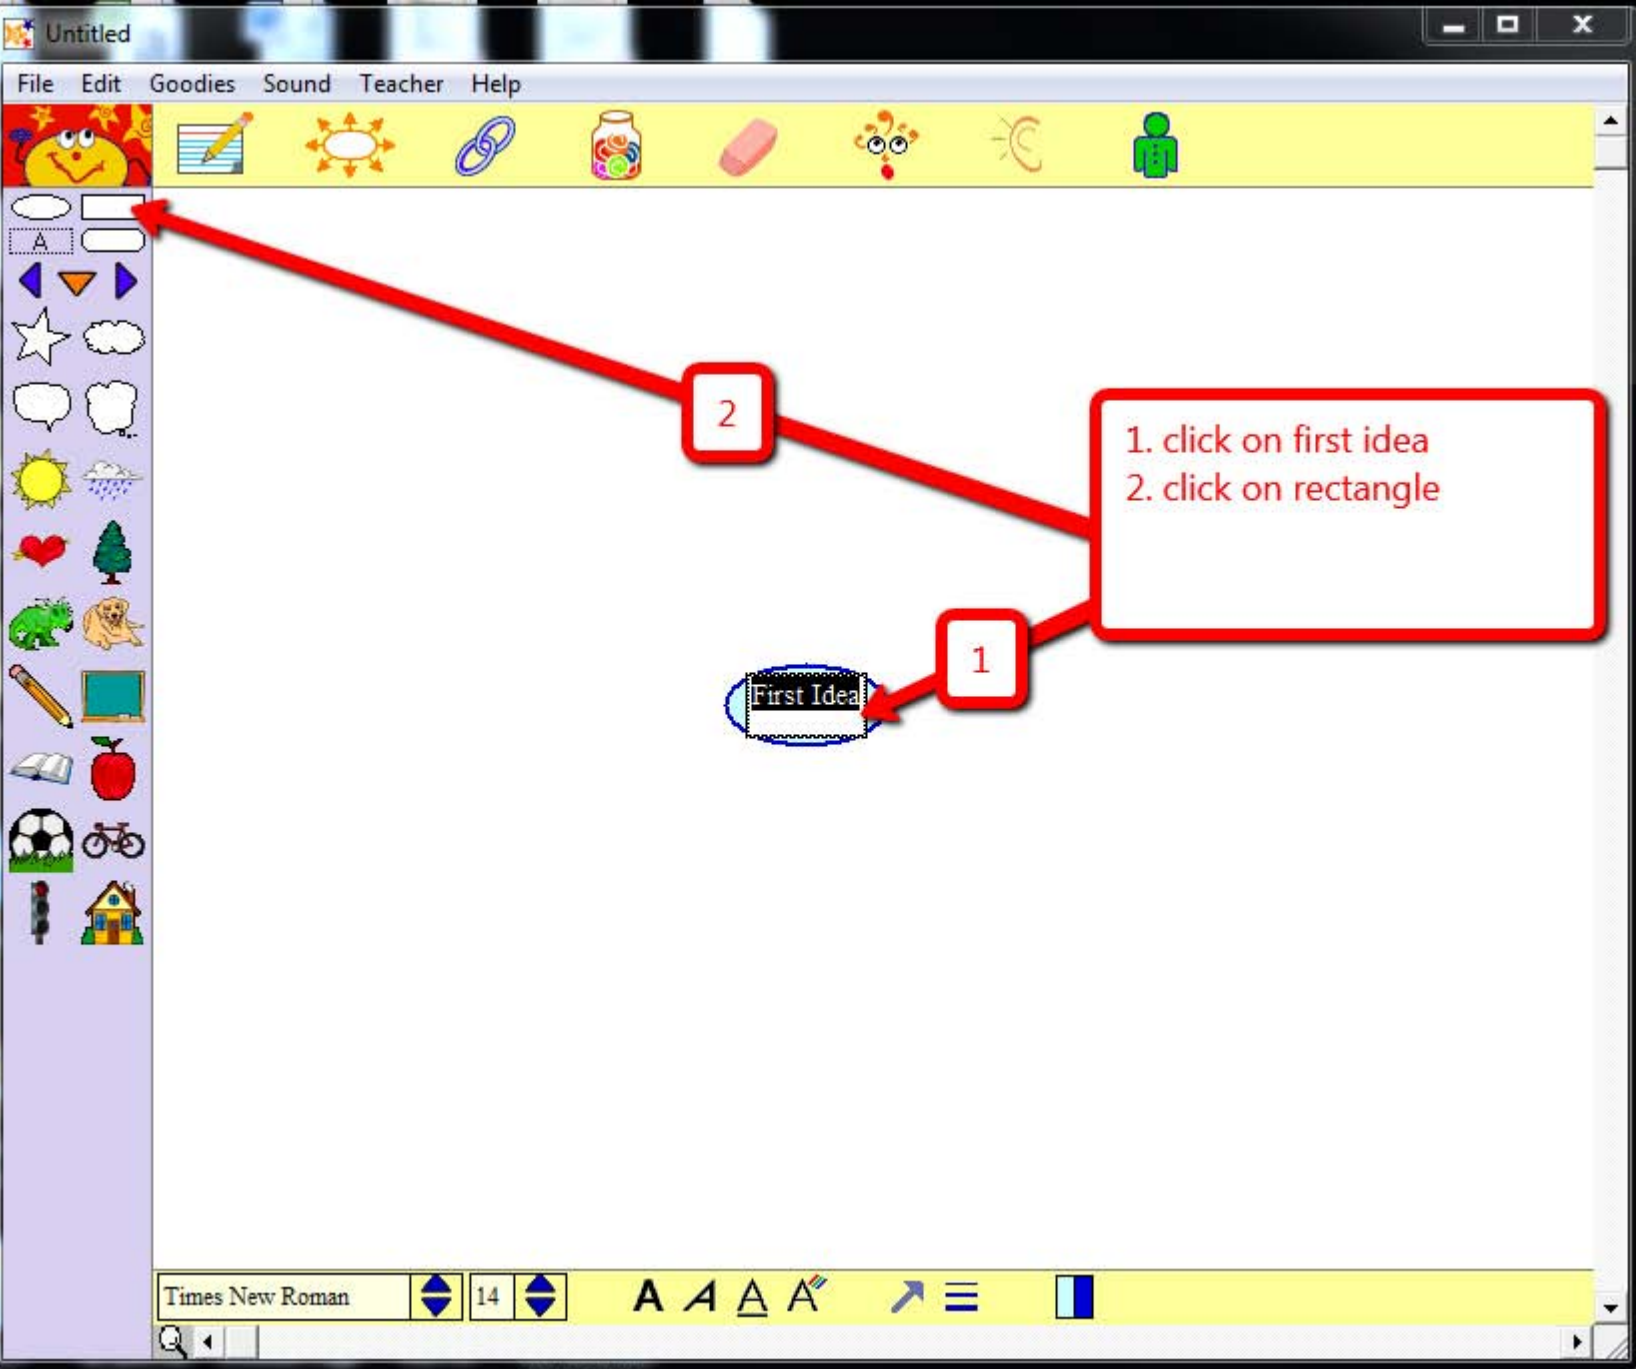 Untitled
File Edit Goodies Sound Teacher Help
A
2
1. click on first idea
2. click on rectangle
1
First Idea
Times New Roman 14 A A A A